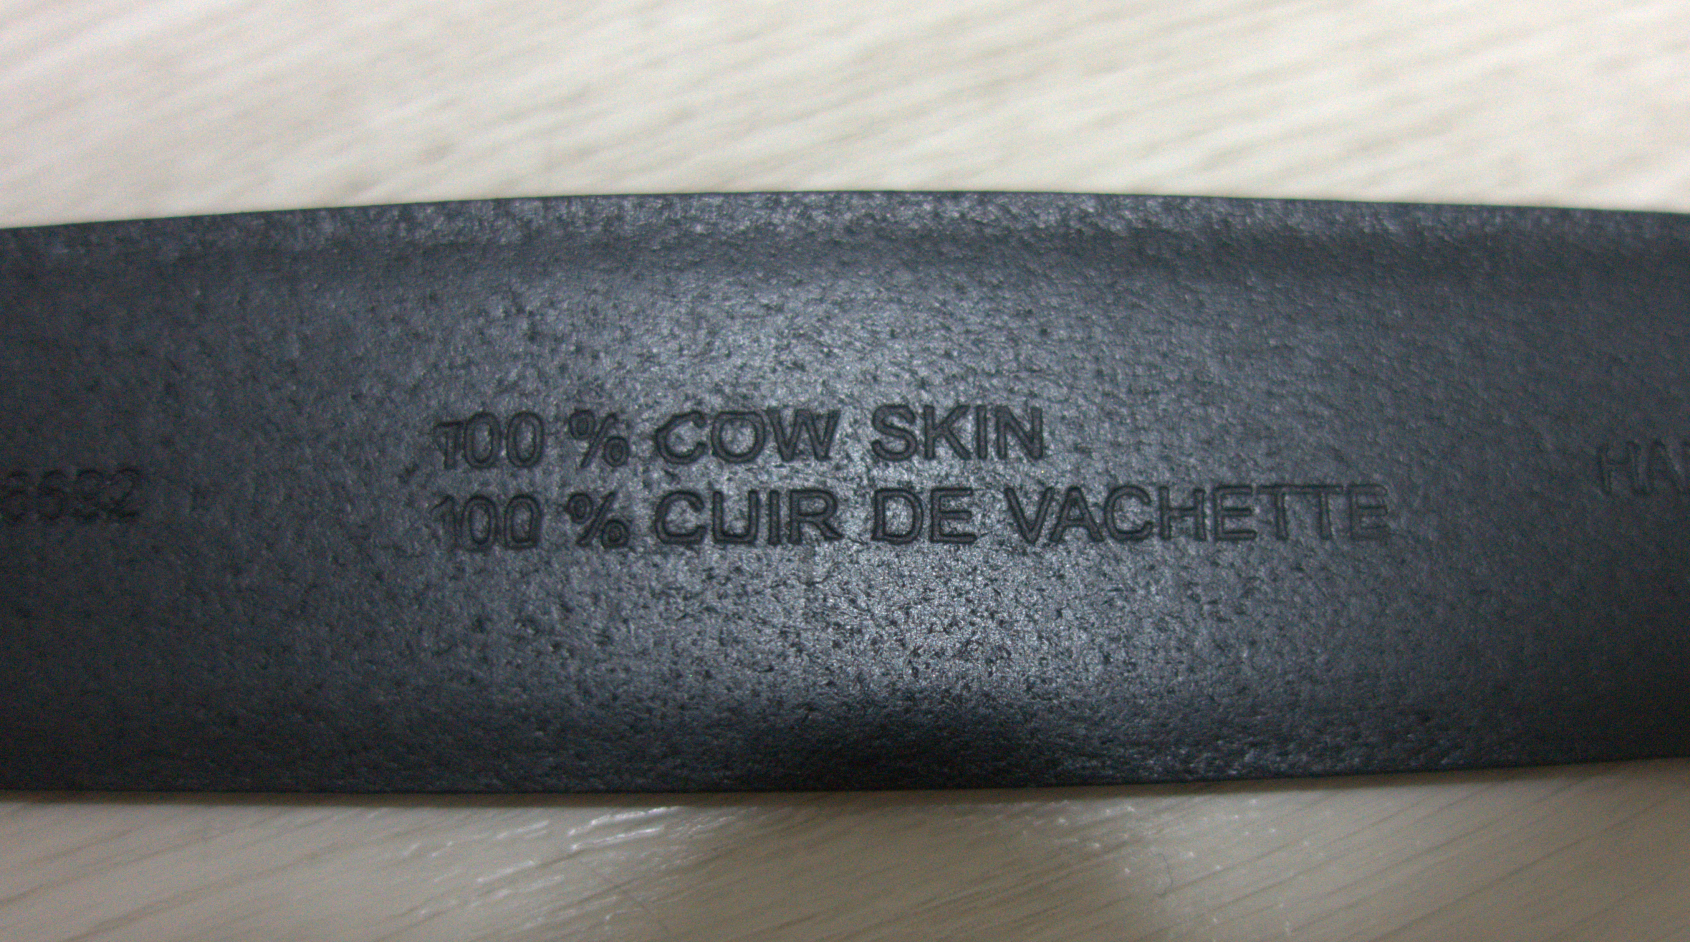 100 % COW SKIN
100 % CUIR DE VACHETTE